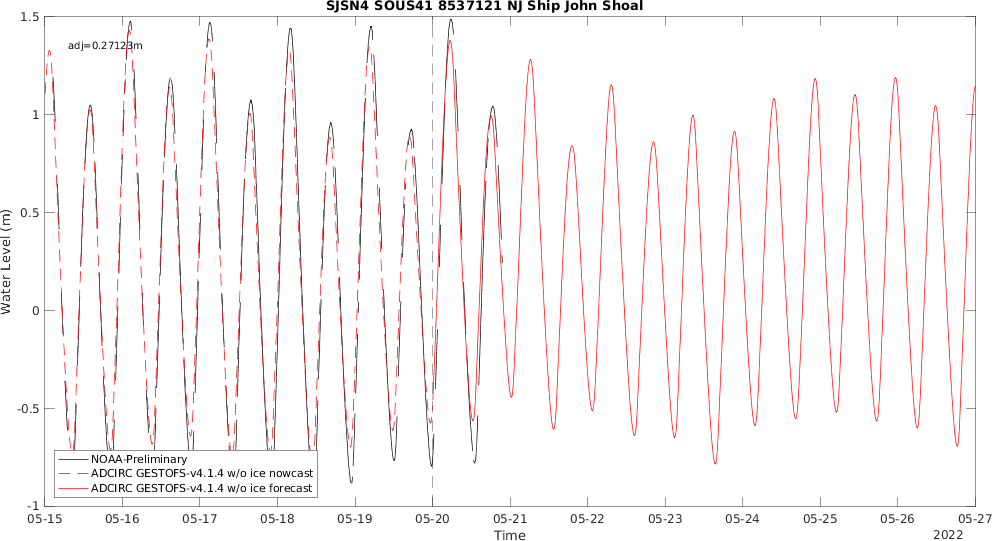 SJSN4 SOUS41 8537121 NJ Ship John Shoal
adj=0.27123m
1.5
1
0.5
0
-0.5
-1
Water Level (m)
NOAA-Preliminary
ADCIRC GESTOFS-v4.1.4 w/o ice nowcast
ADCIRC GESTOFS-v4.1.4 w/o ice forecast
05-15 05-16 05-17 05-18 05-19 05-20 05-21 05-22 05-23 05-24 05-25 05-26 05-27
Time
2022